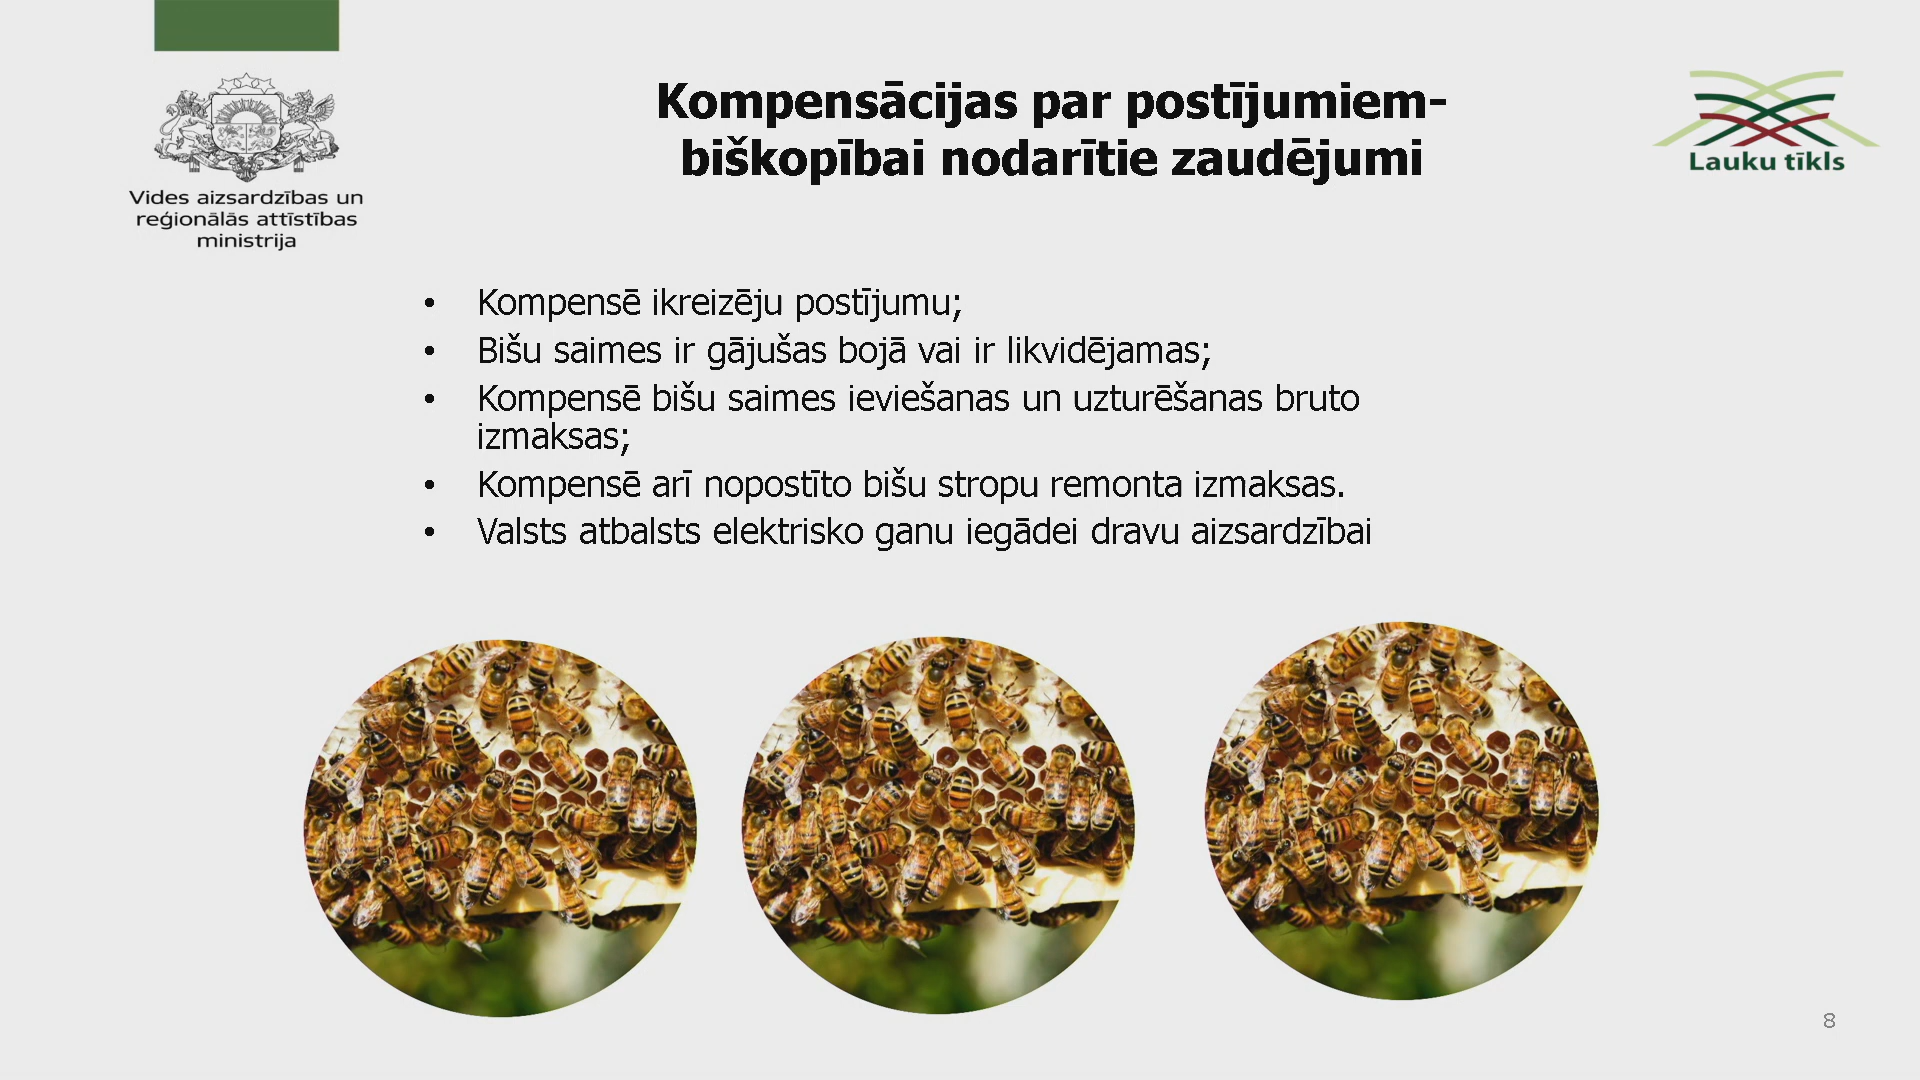 Vides aizsardzības un
reģionālās attīstības
ministrija
Kompensācijas par postījumiem-
biškopībai nodarītie zaudējumi
Lauku tīkls
• Kompensē ikreizēju postījumu;
• Bišu saimes ir gājušas bojā vai ir likvidējamas;
• Kompensē bišu saimes ieviešanas un uzturēšanas bruto
izmaksas;
• Kompensē arī nopostīto bišu stropu remonta izmaksas.
• Valsts atbalsts elektrisko ganu iegādei dravu aizsardzībai
8